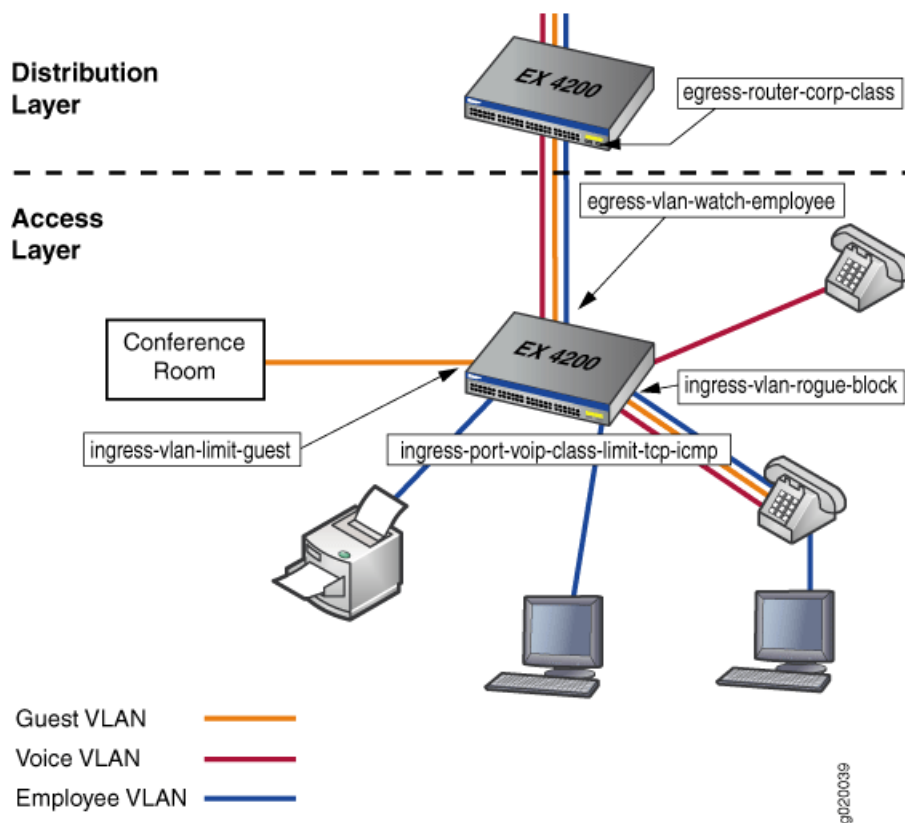 Distribution
Layer
EX 4200
egress-router-corp-class
egress-vlan-watch-employee
Access
Layer
Conference
Room
EX 4200
ingress-vlan-rogue-block
ingress-vlan-limit-guest
ingress-port-voip-class-limit-tcp-icmp
Guest VLAN
Voice VLAN
Employee VLAN
g020039